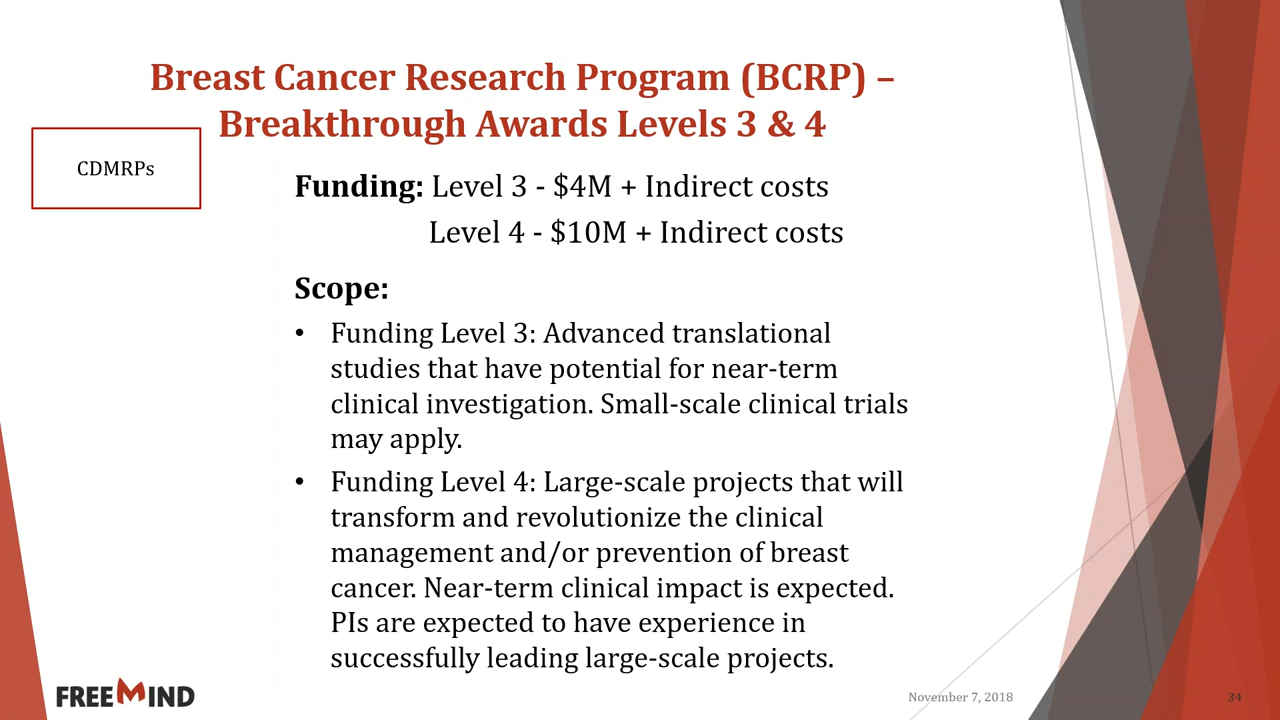 Breast Cancer Research Program (BCRP) –
Breakthrough Awards Levels 3 & 4
CDMRPs
Funding: Level 3 - $4M + Indirect costs
Level 4 - $10M + Indirect costs
Scope:
• Funding Level 3: Advanced translational
studies that have potential for near-term
clinical investigation. Small-scale clinical trials
may apply.
• Funding Level 4: Large-scale projects that will
transform and revolutionize the clinical
management and/or prevention of breast
cancer. Near-term clinical impact is expected.
PIs are expected to have experience in
successfully leading large-scale projects.
FREEMIND
November 7, 2018
34